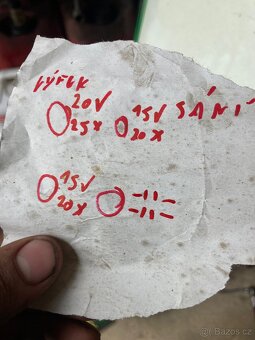 VÝFUK
20V 15V SÁNÍ
25X 20X
15V -11-
20X -11-
Bazos.cz